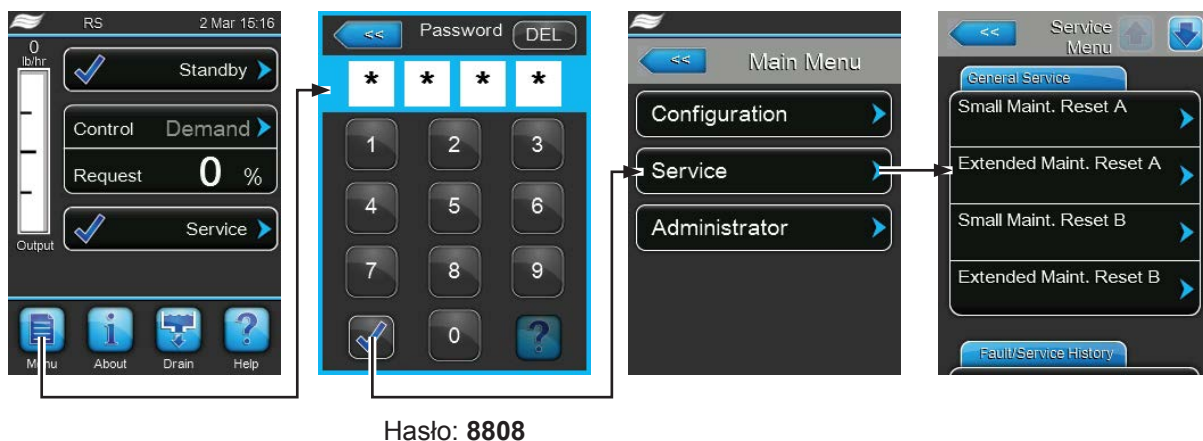 RS 2 Mar 15:16
0
lb/hr
Standby
Control Demand
Request 0 %
Service
Output
Menu About Drain Help
<< Password DEL
* * * *
1 2 3
4 5 6
7 8 9
0 ?
Hasło: 8808
<< Main Menu
Configuration
Service
Administrator
<< Service
Menu
General Service
Small Maint. Reset A
Extended Maint. Reset A
Small Maint. Reset B
Extended Maint. Reset B
Fault/Service History